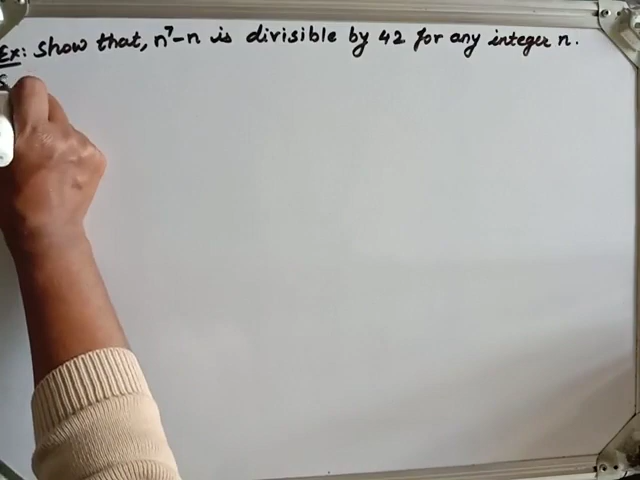 Ex: Show that, n⁷-n is divisible by 42 for any integer n.
S